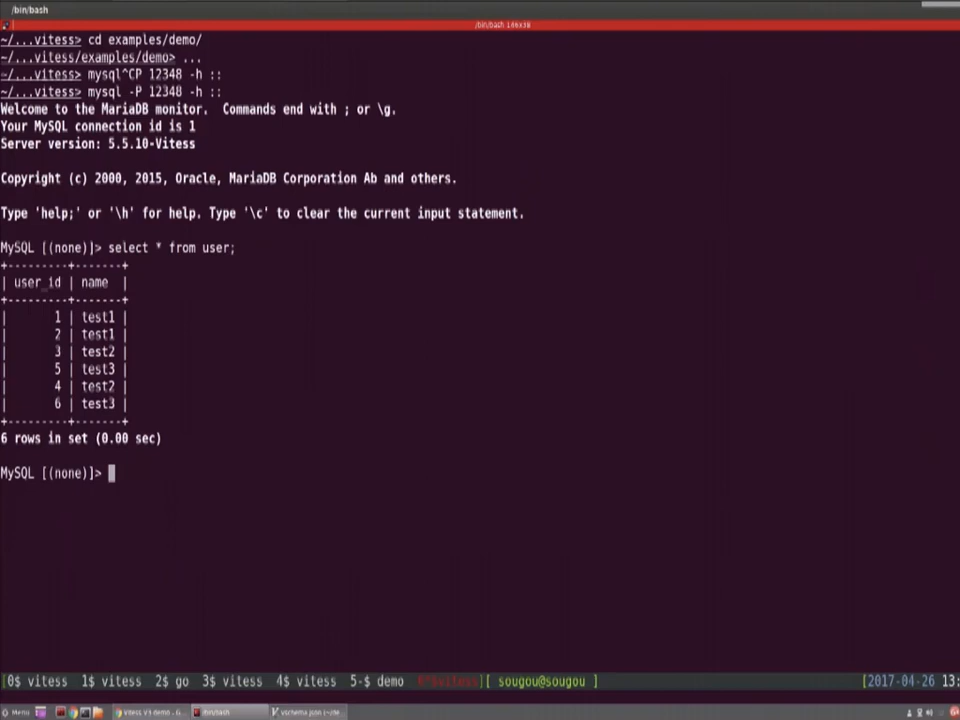 /bin/bash
/bin/bash 166x38
~/...vitess> cd examples/demo/
~/...vitess/examples/demo> ...
~/...vitess> mysql^CP 12348 -h ::
~/...vitess> mysql -P 12348 -h ::
Welcome to the MariaDB monitor.  Commands end with ; or \g.
Your MySQL connection id is 1
Server version: 5.5.10-Vitess
Copyright (c) 2000, 2015, Oracle, MariaDB Corporation Ab and others.
Type 'help;' or '\h' for help. Type '\c' to clear the current input statement.
MySQL [(none)]> select * from user;
+---------+-------+
| user_id | name  |
+---------+-------+
|       1 | test1 |
|       2 | test1 |
|       3 | test2 |
|       5 | test3 |
|       4 | test2 |
|       6 | test3 |
+---------+-------+
6 rows in set (0.00 sec)
MySQL [(none)]>
[0$ vitess  1$ vitess  2$ go  3$ vitess  4$ vitess  5-$ demo  ][ sougou@sougou ] [2017-04-26 13:
Menu Vitess V3 demo - G... /bin/bash vschema.json